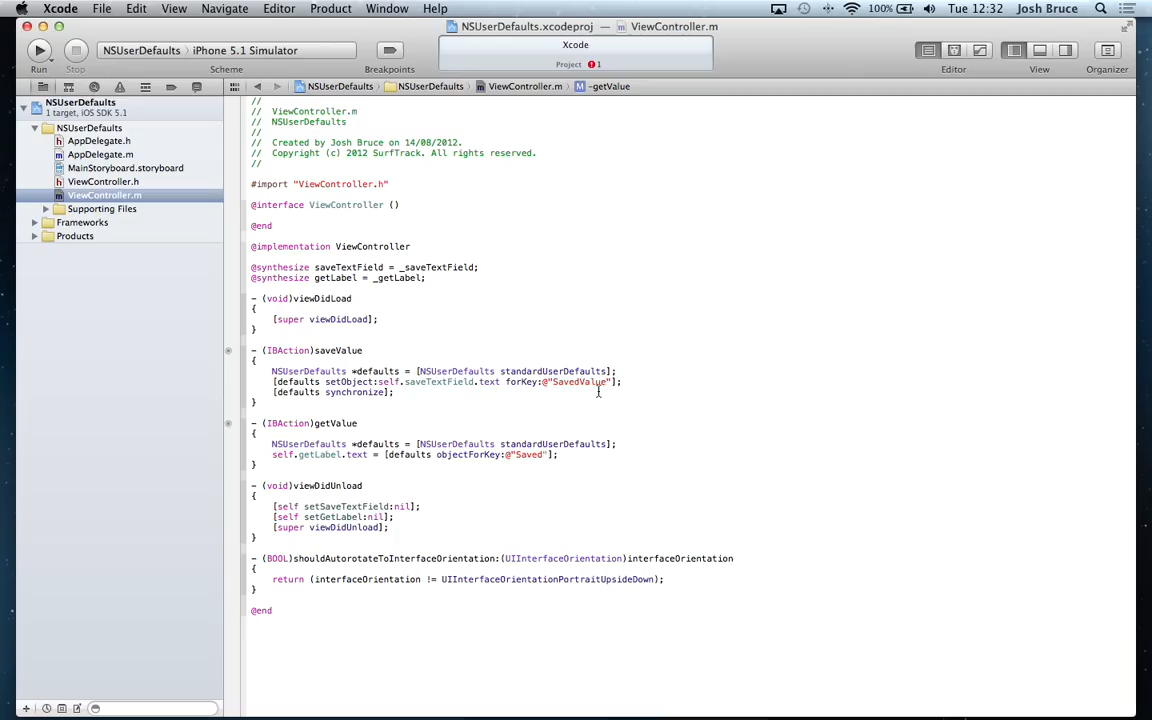 Xcode File Edit View Navigate Editor Product Window Help 100% Tue 12:32 Josh Bruce
NSUserDefaults.xcodeproj — ViewController.m
NSUserDefaults iPhone 5.1 Simulator
Xcode
Project 1
Run Stop Scheme Breakpoints Editor View Organizer
NSUserDefaults NSUserDefaults ViewController.m -getValue
NSUserDefaults
1 target, iOS SDK 5.1
NSUserDefaults
AppDelegate.h
AppDelegate.m
MainStoryboard.storyboard
ViewController.h
ViewController.m
Supporting Files
Frameworks
Products
//
// ViewController.m
// NSUserDefaults
//
// Created by Josh Bruce on 14/08/2012.
// Copyright (c) 2012 SurfTrack. All rights reserved.
//
#import "ViewController.h"
@interface ViewController ()
@end
@implementation ViewController
@synthesize saveTextField = _saveTextField;
@synthesize getLabel = _getLabel;
- (void)viewDidLoad
{
[super viewDidLoad];
}
- (IBAction)saveValue
{
NSUserDefaults *defaults = [NSUserDefaults standardUserDefaults];
[defaults setObject:self.saveTextField.text forKey:@"SavedValue"];
[defaults synchronize];
}
- (IBAction)getValue
{
NSUserDefaults *defaults = [NSUserDefaults standardUserDefaults];
self.getLabel.text = [defaults objectForKey:@"Saved"];
}
- (void)viewDidUnload
{
[self setSaveTextField:nil];
[self setGetLabel:nil];
[super viewDidUnload];
}
- (BOOL)shouldAutorotateToInterfaceOrientation:(UIInterfaceOrientation)interfaceOrientation
{
return (interfaceOrientation != UIInterfaceOrientationPortraitUpsideDown);
}
@end